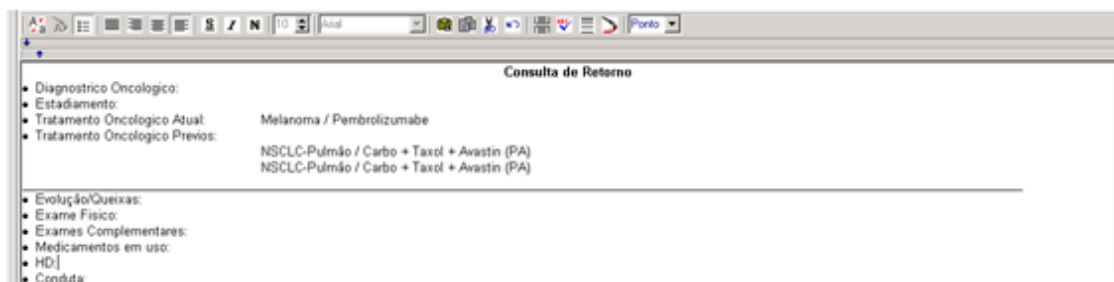 S I N 10 Arial Ponto
Consulta de Retorno
• Diagnostrico Oncologico:
• Estadiamento:
• Tratamento Oncologico Atual: Melanoma / Pembrolizumabe
• Tratamento Oncologico Previos:
NSCLC-Pulmão / Carbo + Taxol + Avastin (PA)
NSCLC-Pulmão / Carbo + Taxol + Avastin (PA)
• Evolução/Queixas:
• Exame Fisico:
• Exames Complementares:
• Medicamentos em uso:
• HD:
• Conduta: